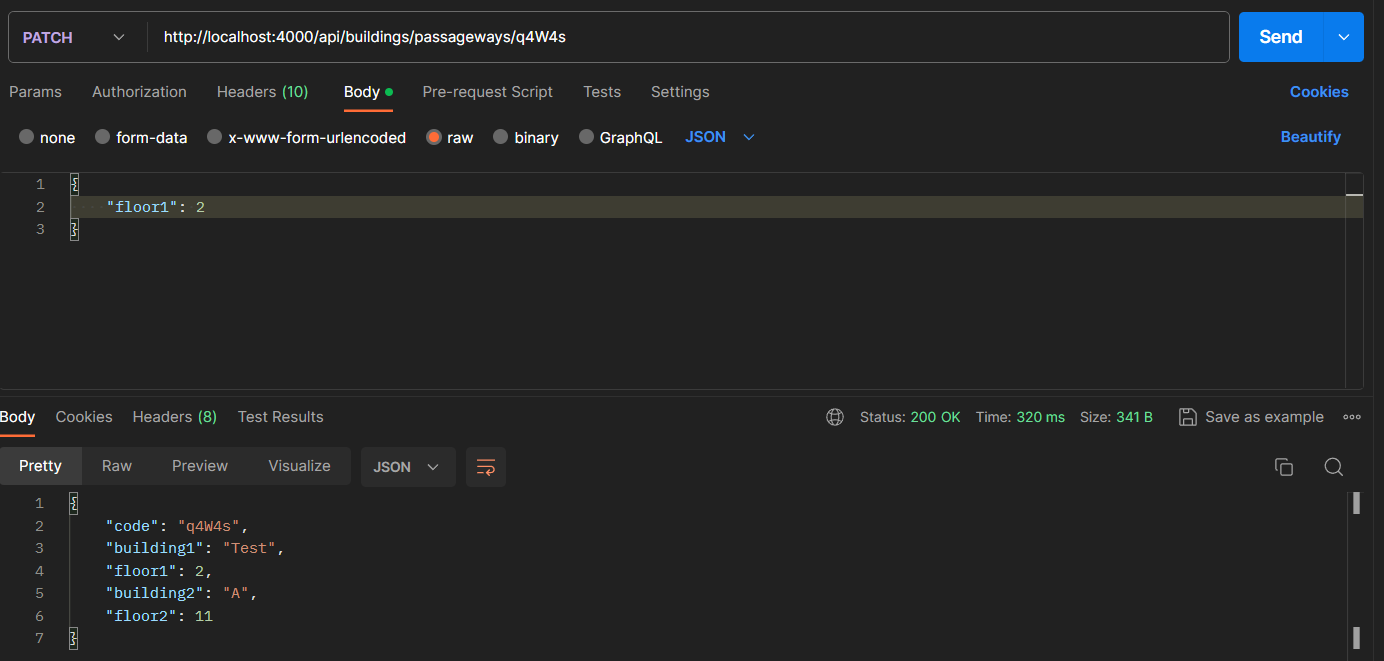 PATCH http://localhost:4000/api/buildings/passageways/q4W4s Send
Params Authorization Headers (10) Body Pre-request Script Tests Settings Cookies
none form-data x-www-form-urlencoded raw binary GraphQL JSON Beautify
1 {
2 "floor1": 2
3 }
Body Cookies Headers (8) Test Results Status: 200 OK Time: 320 ms Size: 341 B Save as example
Pretty Raw Preview Visualize JSON
1 {
2 "code": "q4W4s",
3 "building1": "Test",
4 "floor1": 2,
5 "building2": "A",
6 "floor2": 11
7 }